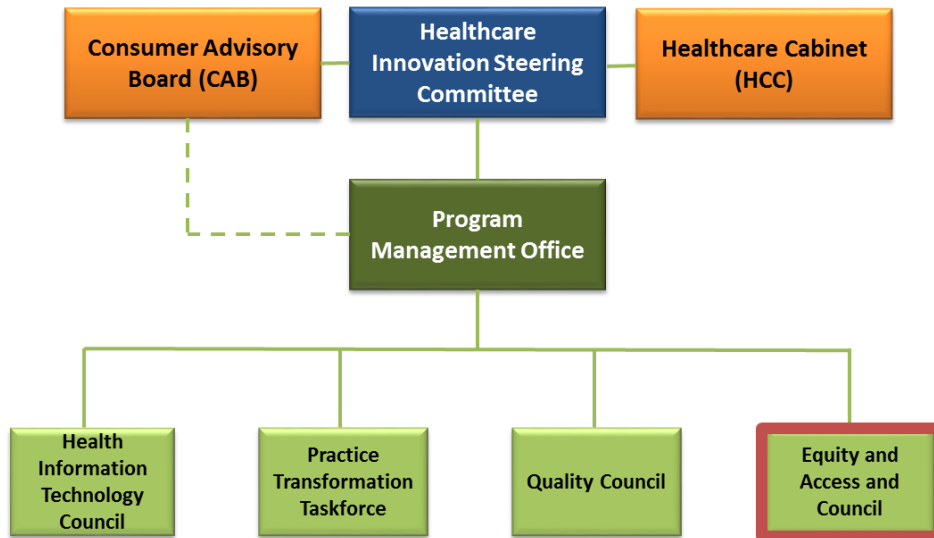 Consumer Advisory
Board (CAB)
Healthcare
Innovation Steering
Committee
Healthcare Cabinet
(HCC)
Program
Management Office
Health
Information
Technology
Council
Practice
Transformation
Taskforce
Quality Council
Equity and
Access and
Council